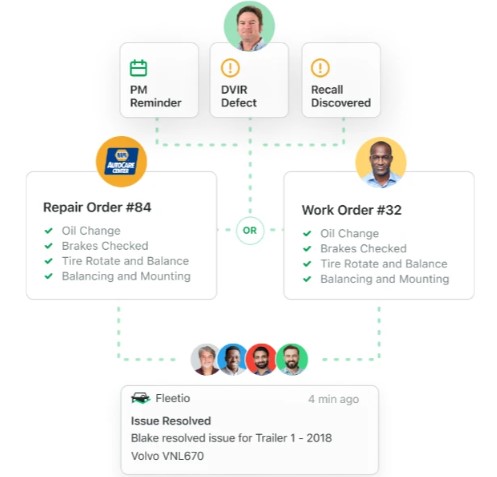 PM
Reminder
DVIR
Defect
Recall
Discovered
NAPA
AUTOCARE
CENTER
Repair Order #84
Oil Change
Brakes Checked
Tire Rotate and Balance
Balancing and Mounting
OR
Work Order #32
Oil Change
Brakes Checked
Tire Rotate and Balance
Balancing and Mounting
Fleetio
4 min ago
Issue Resolved
Blake resolved issue for Trailer 1 - 2018
Volvo VNL670